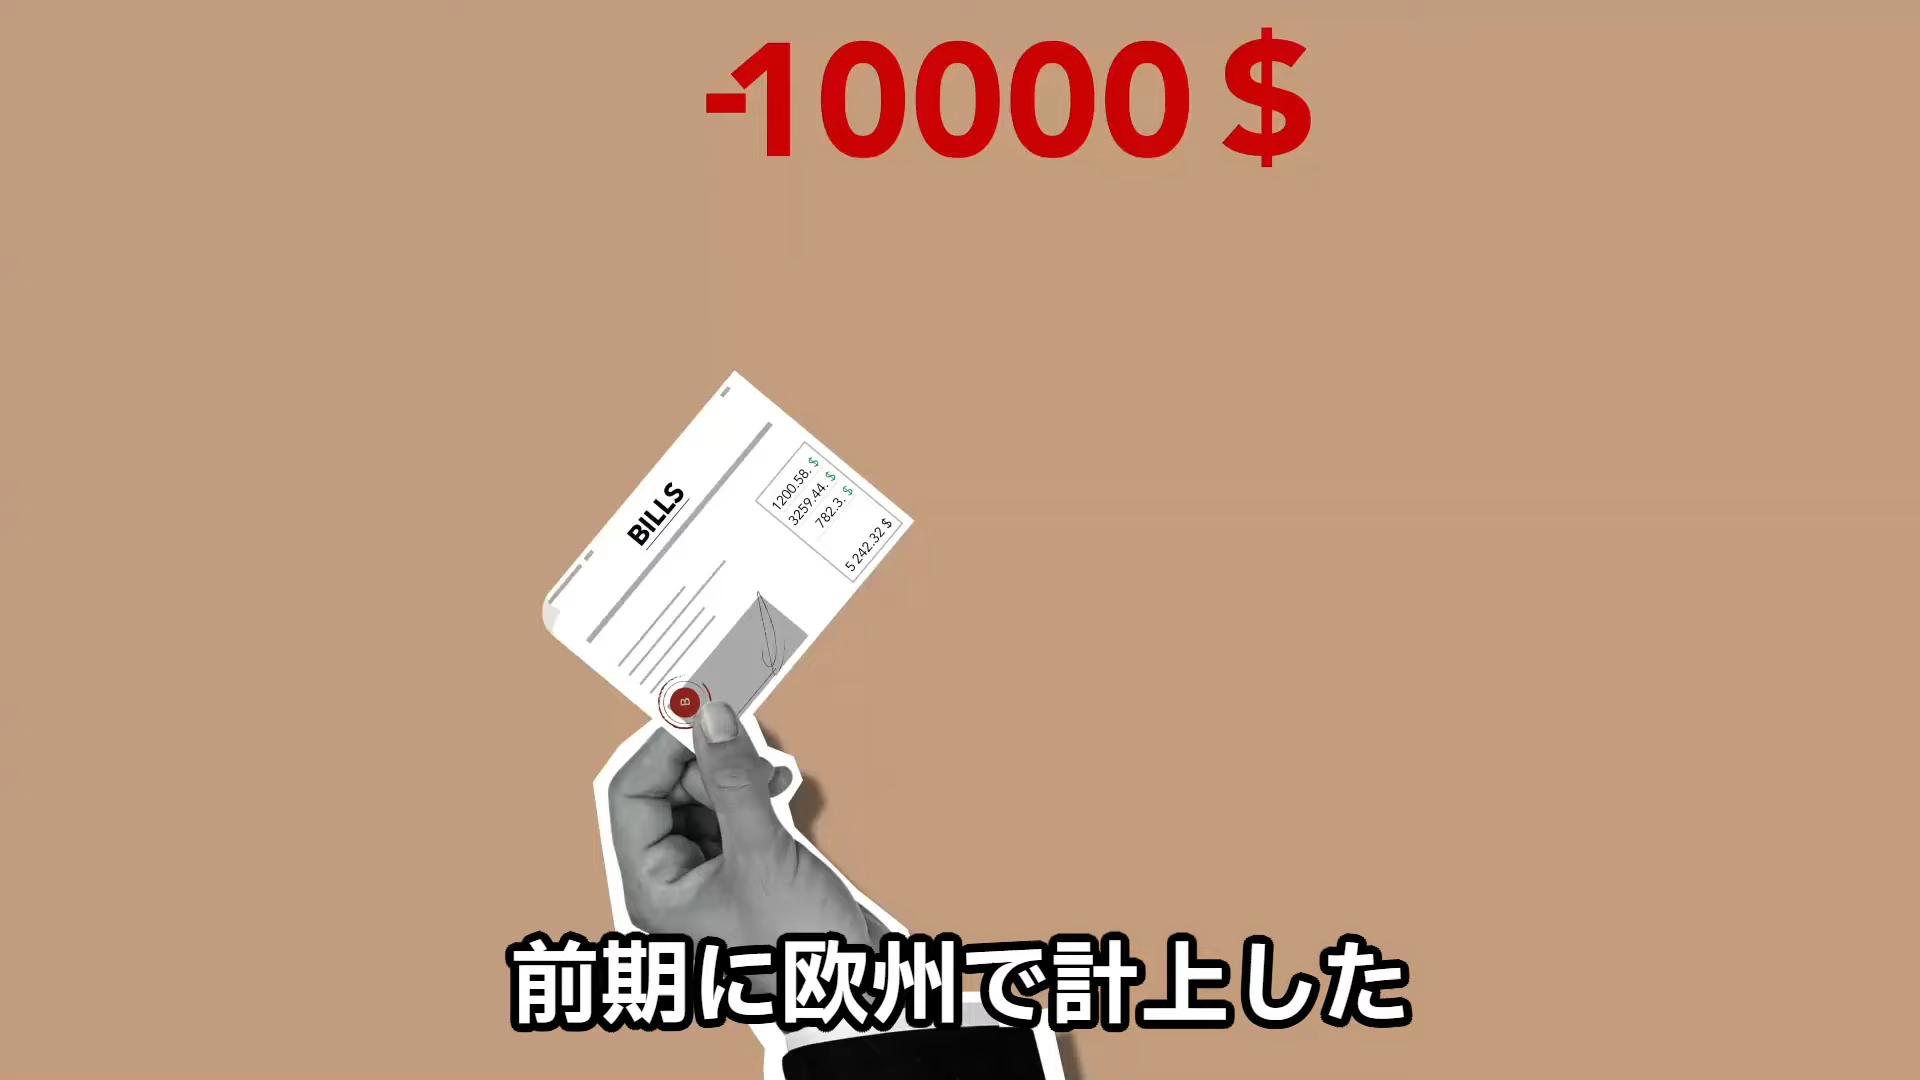 -10000 $
BILLS
1200.58. $
3259.44. $
782.3. $
5 242.32 $
B
前期に欧州で計上した